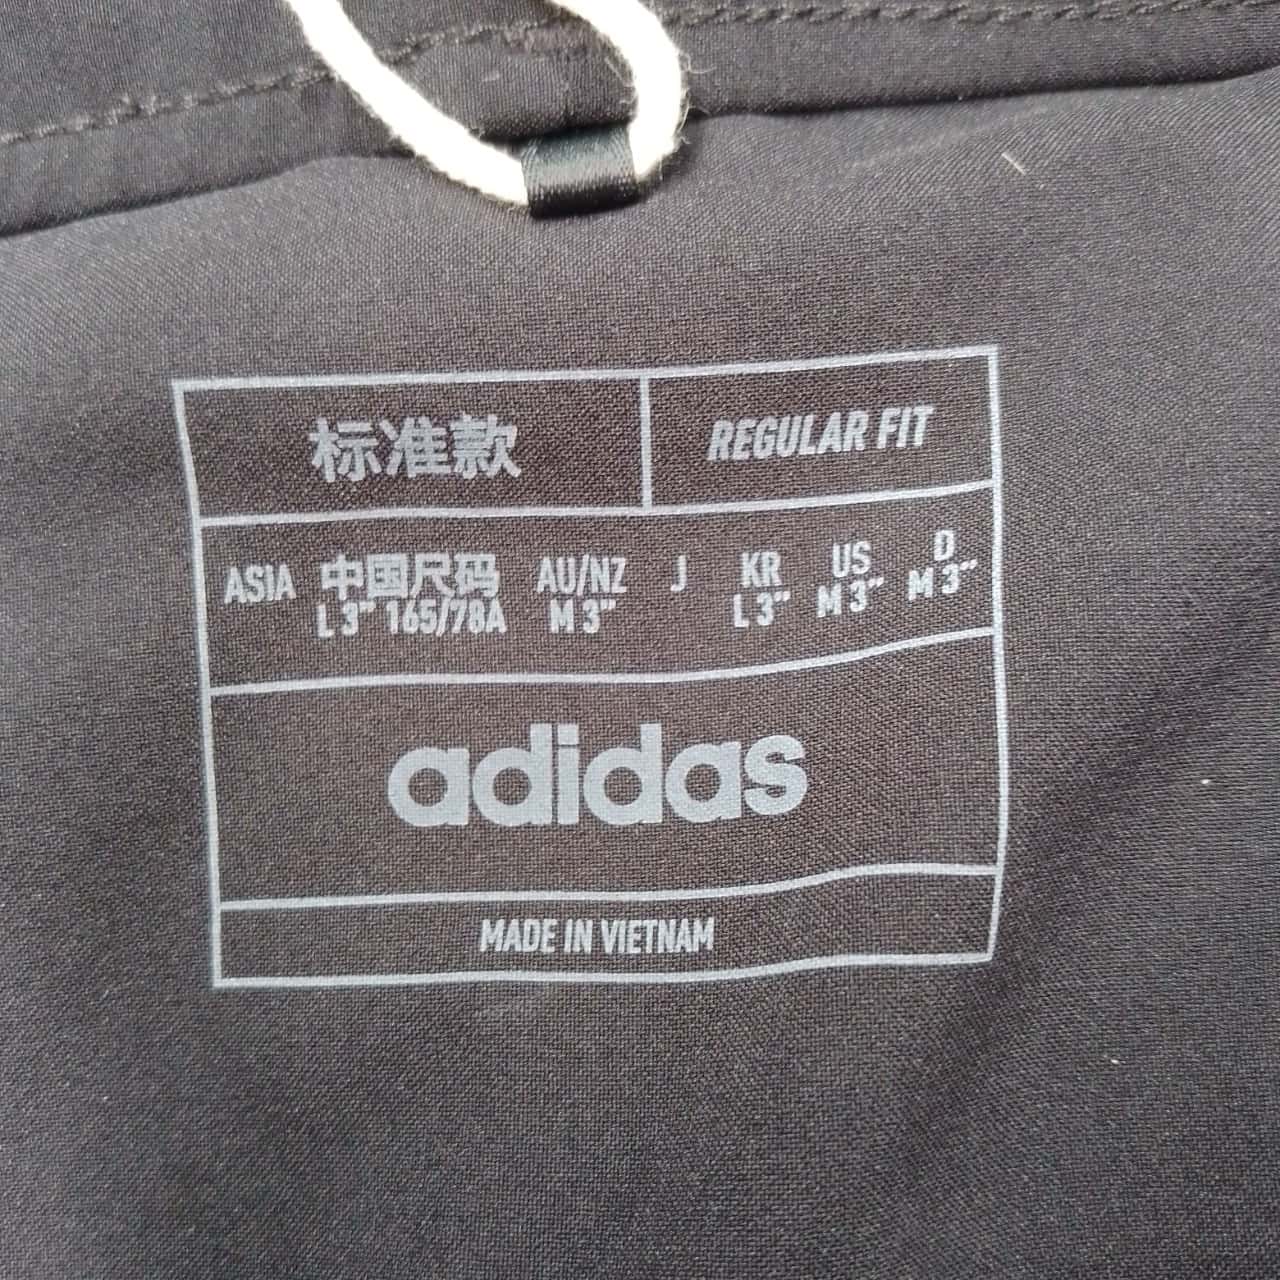 标准款 REGULAR FIT
ASIA 中国尺码 AU/NZ J KR US D
L 3" 165/78A M 3" L 3" M 3" M 3"
adidas
MADE IN VIETNAM